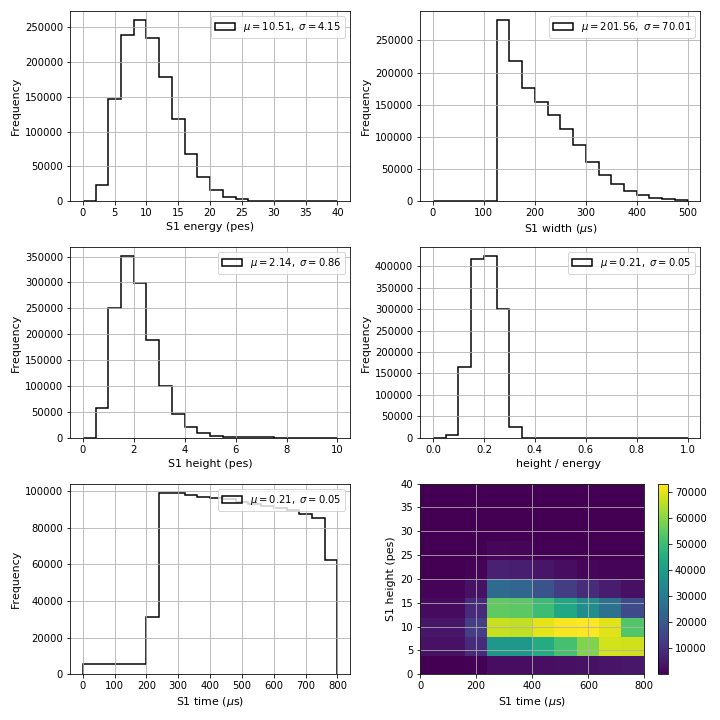 μ = 10.51, σ = 4.15
Frequency
250000
200000
150000
100000
50000
0
0 5 10 15 20 25 30 35 40
S1 energy (pes)
μ = 201.56, σ = 70.01
Frequency
250000
200000
150000
100000
50000
0
0 100 200 300 400 500
S1 width (μs)
μ = 2.14, σ = 0.86
Frequency
350000
300000
250000
200000
150000
100000
50000
0
0 2 4 6 8 10
S1 height (pes)
μ = 0.21, σ = 0.05
Frequency
400000
350000
300000
250000
200000
150000
100000
50000
0
0.0 0.2 0.4 0.6 0.8 1.0
height / energy
μ = 0.21, σ = 0.05
Frequency
100000
80000
60000
40000
20000
0
0 100 200 300 400 500 600 700 800
S1 time (μs)
S1 height (pes)
40
35
30
25
20
15
10
5
0
0 200 400 600 800
S1 time (μs)
70000
60000
50000
40000
30000
20000
10000